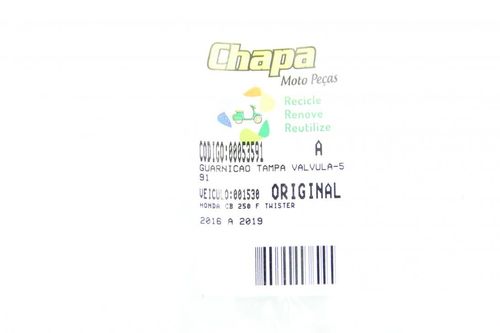 Chapa
Moto Peças
Recicle
Renove
Reutilize
CODIGO:00053591 A
GUARNICAO TAMPA VALVULA-5
91
VEICULO:001530 ORIGINAL
HONDA CB 250 F TWISTER
2016 A 2019